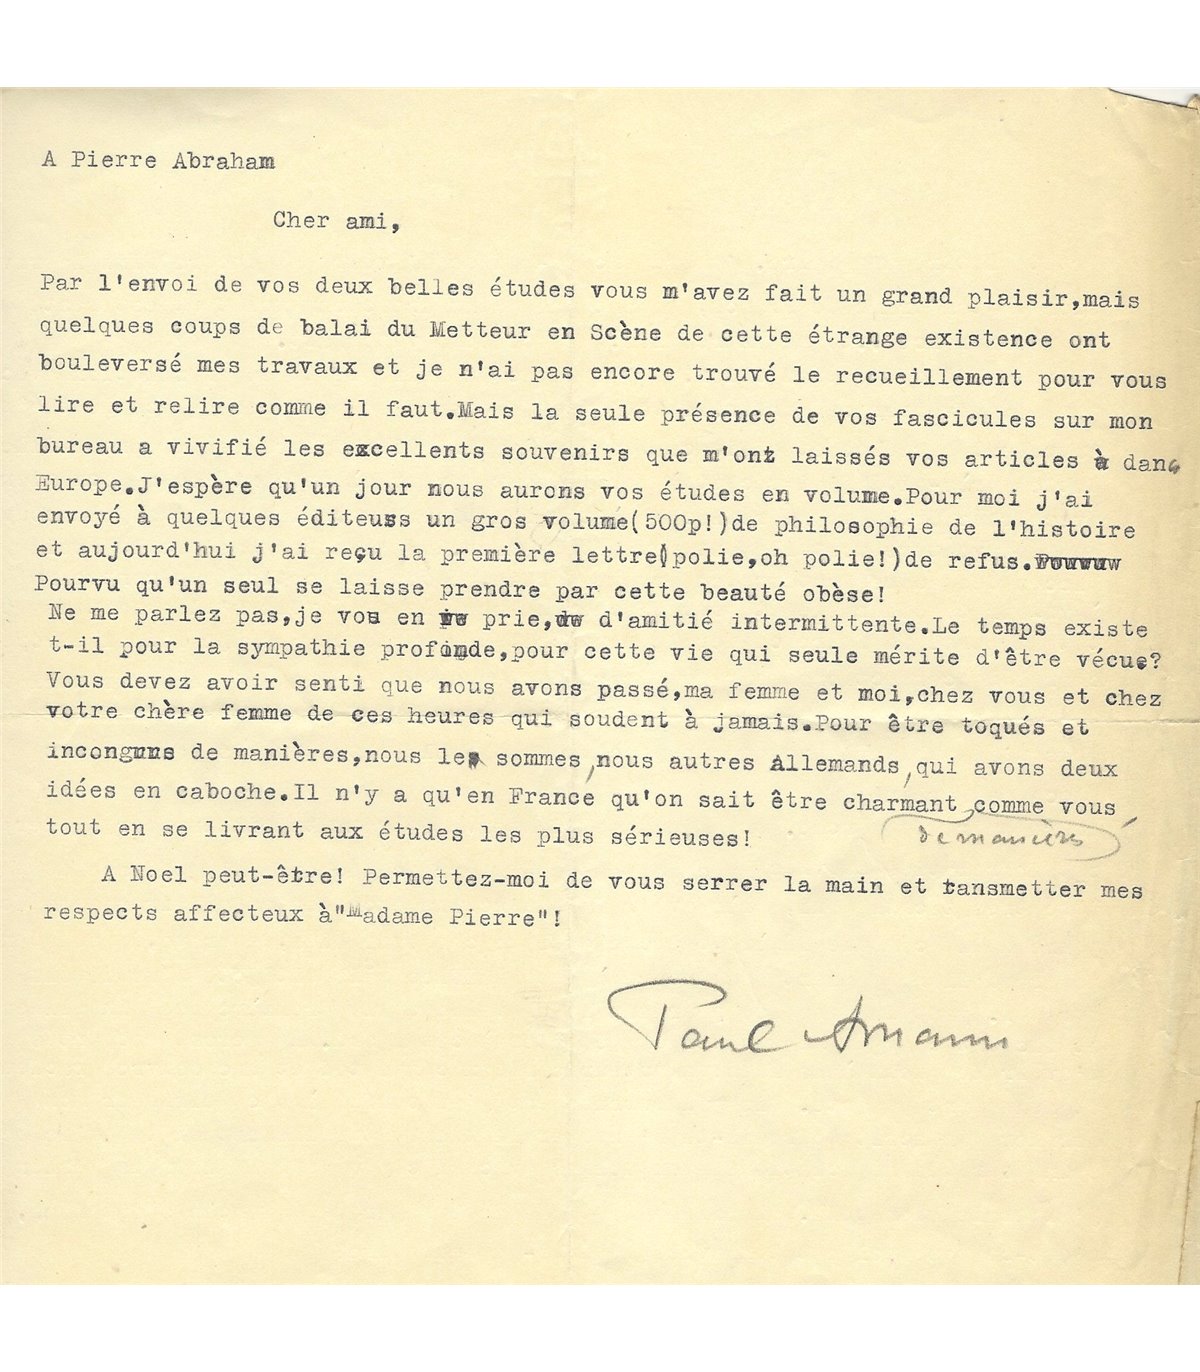 A Pierre Abraham
Cher ami,
Par l'envoi de vos deux belles études vous m'avez fait un grand plaisir,mais
quelques coups de balai du Metteur en Scène de cette étrange existence ont
bouleversé mes travaux et je n'ai pas encore trouvé le recueillement pour vous
lire et relire comme il faut.Mais la seule présence de vos fascicules sur mon
bureau a vivifié les excellents souvenirs que m'ont laissés vos articles à dans
Europe.J'espère qu'un jour nous aurons vos études en volume.Pour moi j'ai
envoyé à quelques éditeurs un gros volume(500p!)de philosophie de l'histoire
et aujourd'hui j'ai reçu la première lettre(polie,oh polie!)de refus.
Pourvu qu'un seul se laisse prendre par cette beauté obèse!
Ne me parlez pas,je vous en prie, d'amitié intermittente.Le temps existe
t-il pour la sympathie profonde,pour cette vie qui seule mérite d'être vécue?
Vous devez avoir senti que nous avons passé,ma femme et moi,chez vous et chez
votre chère femme de ces heures qui soudent à jamais.Pour être toqués et
incongrus de manières,nous le sommes,nous autres Allemands,qui avons deux
idées en caboche.Il n'y a qu'en France qu'on sait être charmant comme vous,
de manières
tout en se livrant aux études les plus sérieuses!
A Noel peut-être! Permettez-moi de vous serrer la main et tansmetter mes
respects affecteux à"Madame Pierre"!
Paul Amann